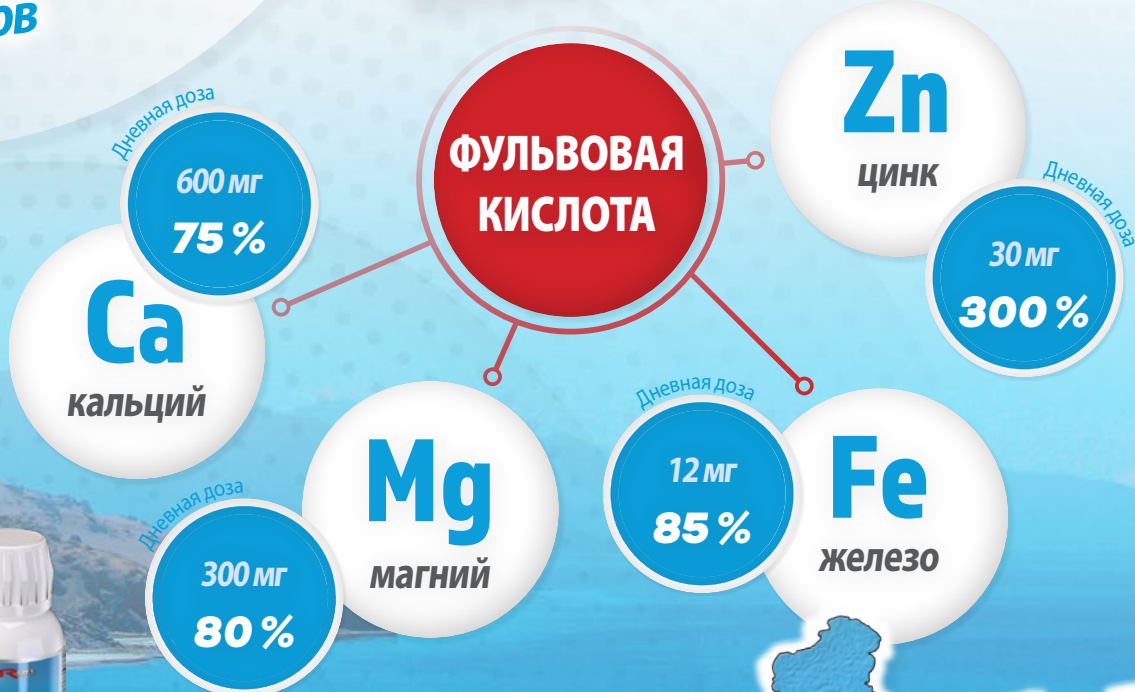 ОВ
ФУЛЬВОВАЯ
КИСЛОТА
Zn
цинк
Дневная доза
30 мг
300 %
Дневная доза
600 мг
75 %
Ca
кальций
Mg
магний
Дневная доза
300 мг
80 %
Дневная доза
12 мг
85 %
Fe
железо